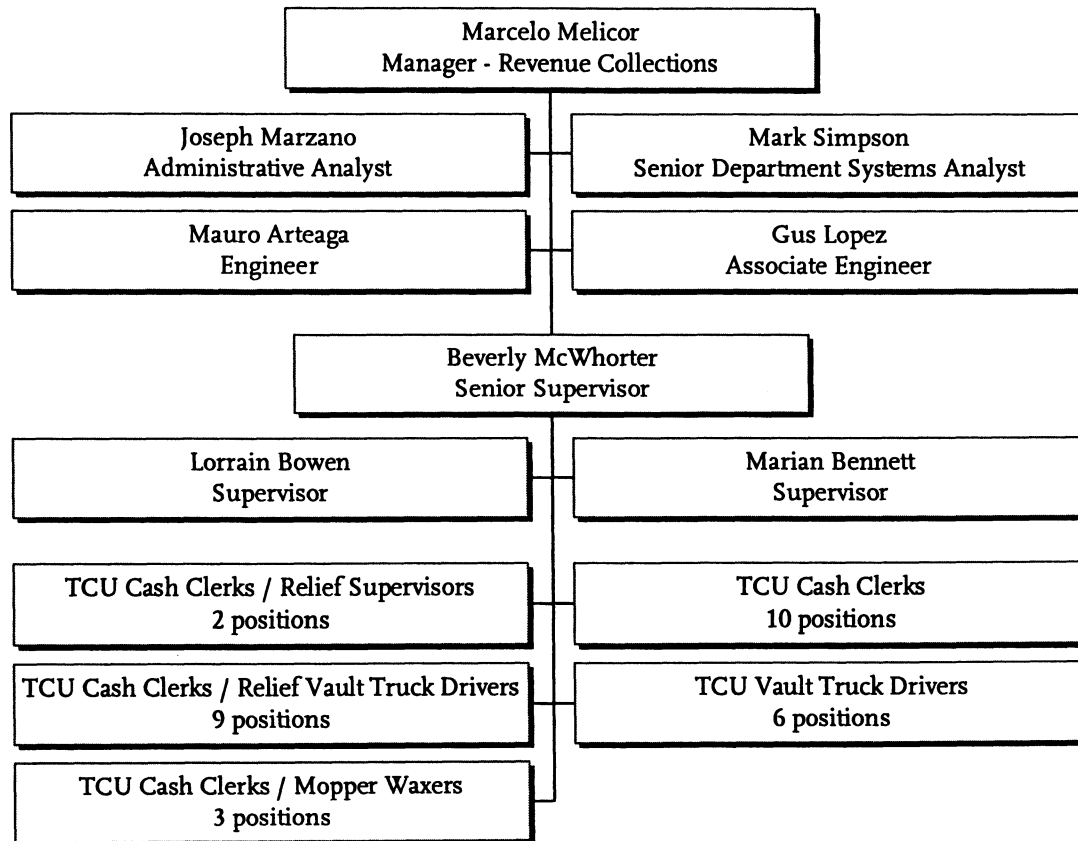 Marcelo Melicor
Manager - Revenue Collections
Joseph Marzano
Administrative Analyst
Mark Simpson
Senior Department Systems Analyst
Mauro Arteaga
Engineer
Gus Lopez
Associate Engineer
Beverly McWhorter
Senior Supervisor
Lorrain Bowen
Supervisor
Marian Bennett
Supervisor
TCU Cash Clerks / Relief Supervisors
2 positions
TCU Cash Clerks
10 positions
TCU Cash Clerks / Relief Vault Truck Drivers
9 positions
TCU Vault Truck Drivers
6 positions
TCU Cash Clerks / Mopper Waxers
3 positions